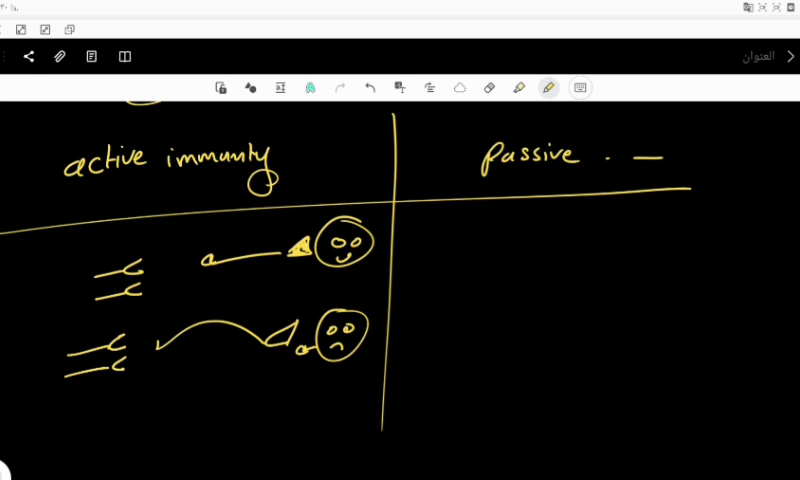 العنوان
active immunity
passive . —